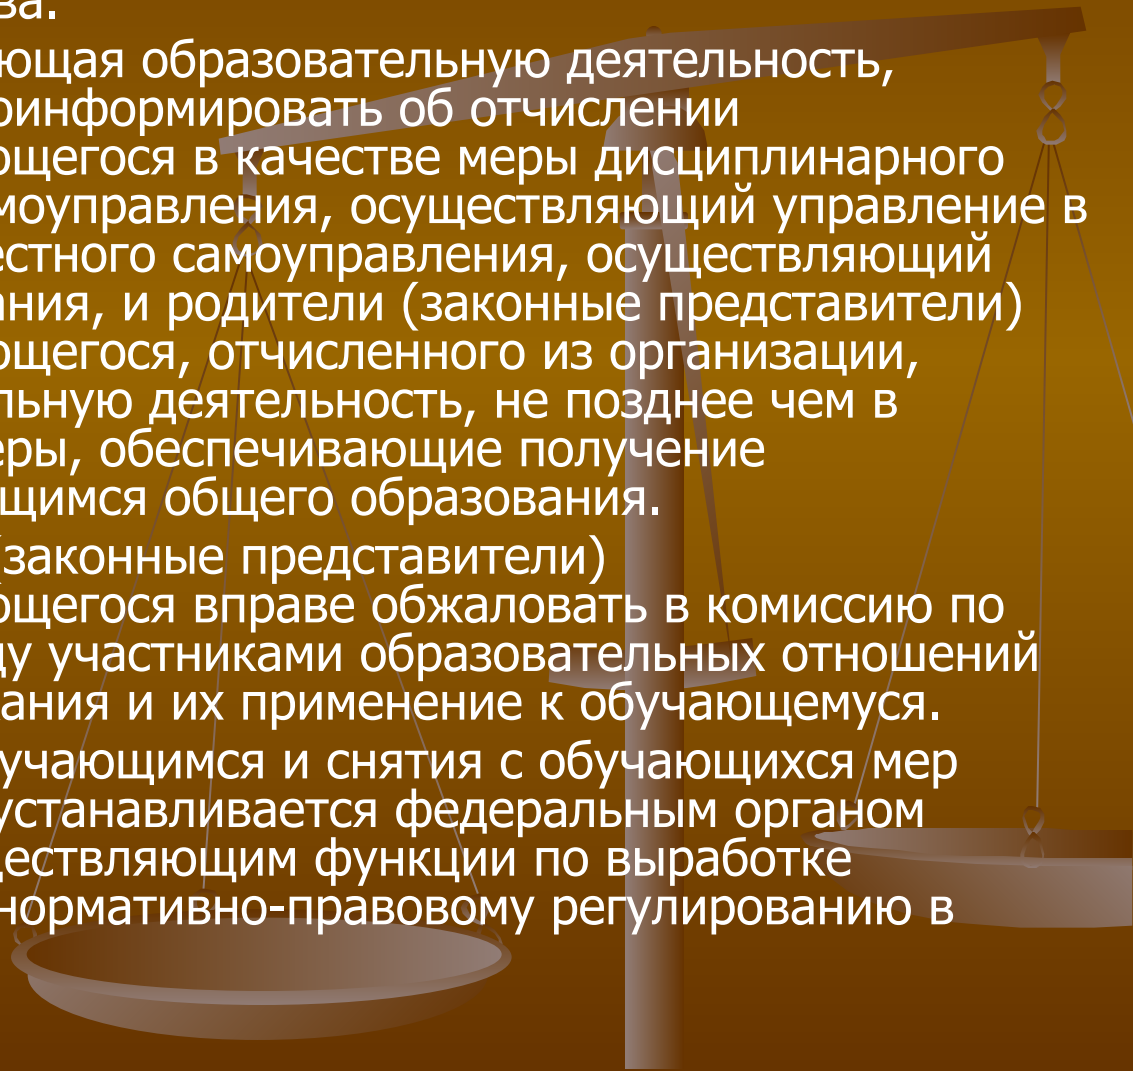 ва.
ющая образовательную деятельность,
оинформировать об отчислении
ющегося в качестве меры дисциплинарного
моуправления, осуществляющий управление в
естного самоуправления, осуществляющий
ания, и родители (законные представители)
ющегося, отчисленного из организации,
льную деятельность, не позднее чем в
еры, обеспечивающие получение
щимся общего образования.
(законные представители)
ющегося вправе обжаловать в комиссию по
ду участниками образовательных отношений
ания и их применение к обучающемуся.
учающимся и снятия с обучающихся мер
устанавливается федеральным органом
ществляющим функции по выработке
нормативно-правовому регулированию в